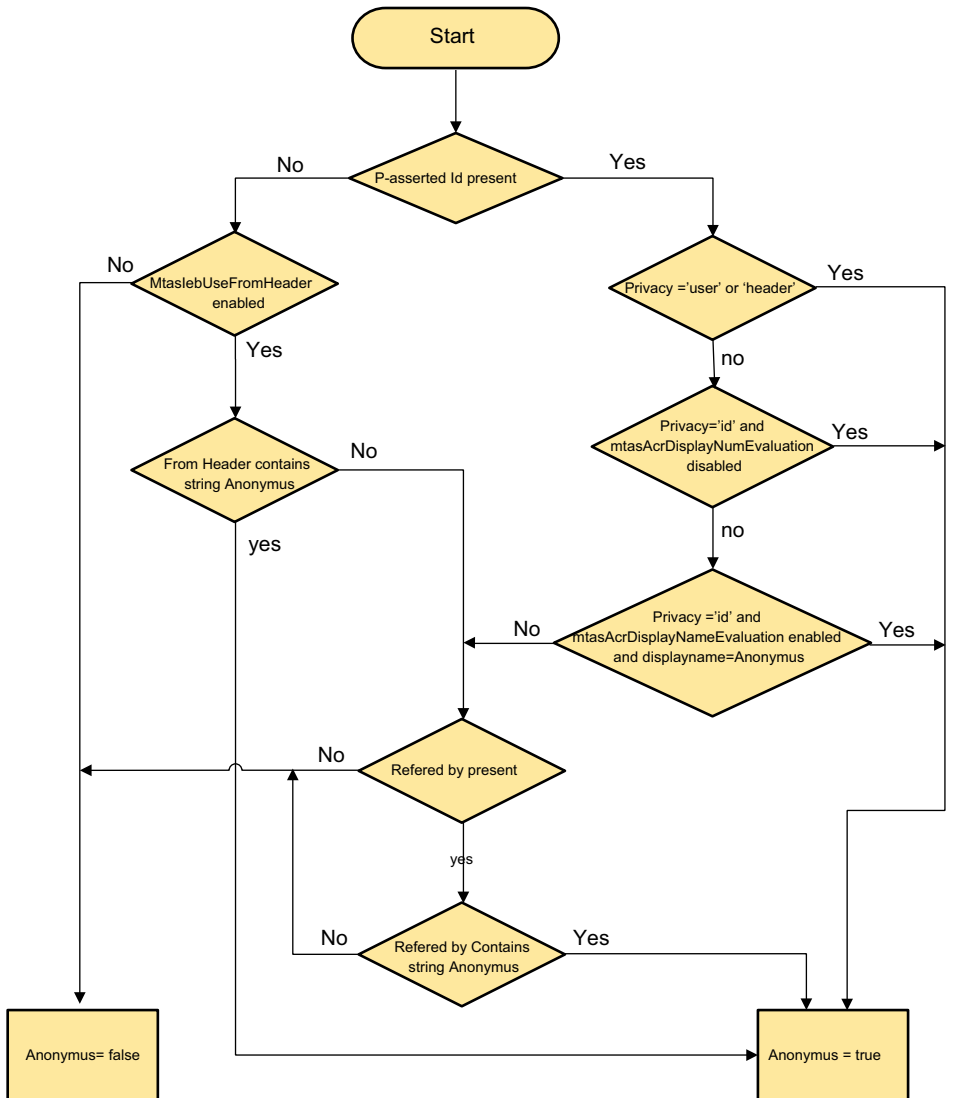 Start
No
Yes
P-asserted Id present
No
MtasIebUseFromHeader
enabled
Yes
Privacy ='user' or ‘header’
Yes
no
From Header contains
string Anonymus
No
yes
Privacy='id’ and
mtasAcrDisplayNumEvaluation
disabled
Yes
no
Privacy ='id’ and
mtasAcrDisplayNameEvaluation enabled
and displayname=Anonymus
No
Yes
No
Refered by present
yes
No
Refered by Contains
string Anonymus
Yes
Anonymus= false
Anonymus = true